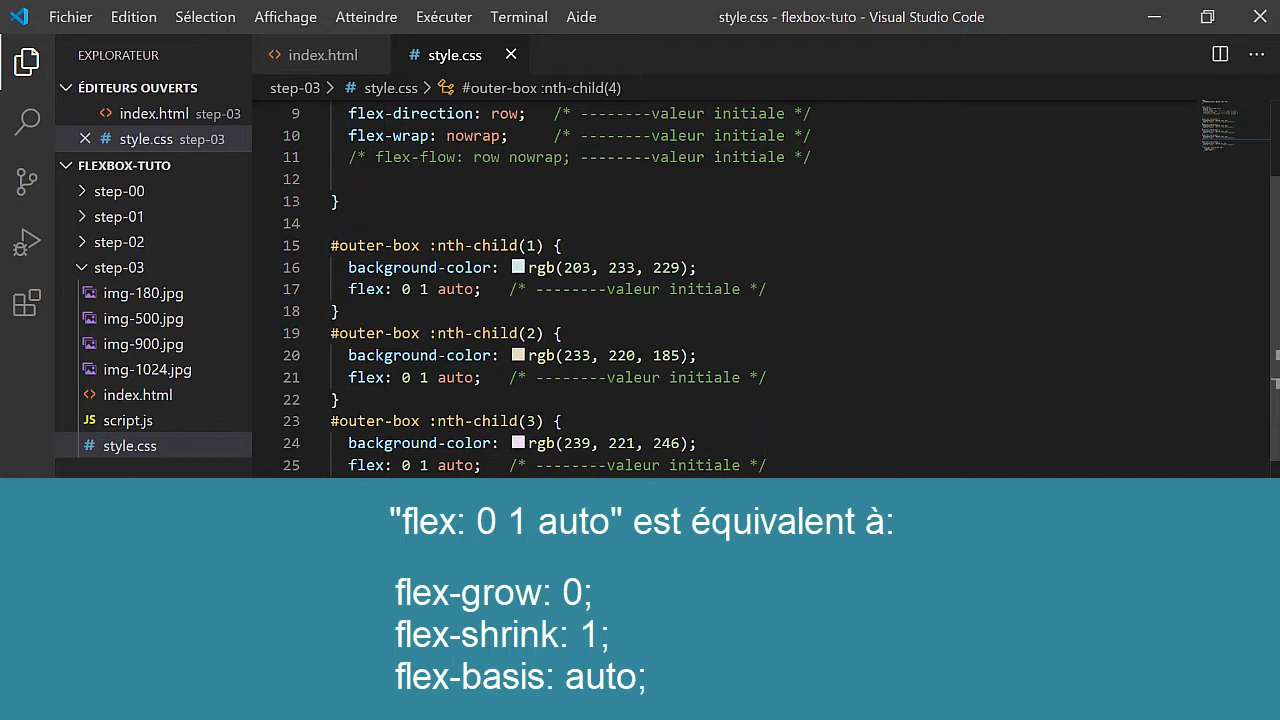 Fichier Edition Sélection Affichage Atteindre Exécuter Terminal Aide style.css - flexbox-tuto - Visual Studio Code
EXPLORATEUR
index.html style.css
ÉDITEURS OUVERTS
step-03 style.css #outer-box :nth-child(4)
index.html step-03
style.css step-03
FLEXBOX-TUTO
step-00
step-01
step-02
step-03
img-180.jpg
img-500.jpg
img-900.jpg
img-1024.jpg
index.html
JS script.js
# style.css
9 flex-direction: row; /* --------valeur initiale */
10 flex-wrap: nowrap; /* --------valeur initiale */
11 /* flex-flow: row nowrap; --------valeur initiale */
12
13 }
14
15 #outer-box :nth-child(1) {
16 background-color: rgb(203, 233, 229);
17 flex: 0 1 auto; /* --------valeur initiale */
18 }
19 #outer-box :nth-child(2) {
20 background-color: rgb(233, 220, 185);
21 flex: 0 1 auto; /* --------valeur initiale */
22 }
23 #outer-box :nth-child(3) {
24 background-color: rgb(239, 221, 246);
25 flex: 0 1 auto; /* --------valeur initiale */
"flex: 0 1 auto" est équivalent à:
flex-grow: 0;
flex-shrink: 1;
flex-basis: auto;